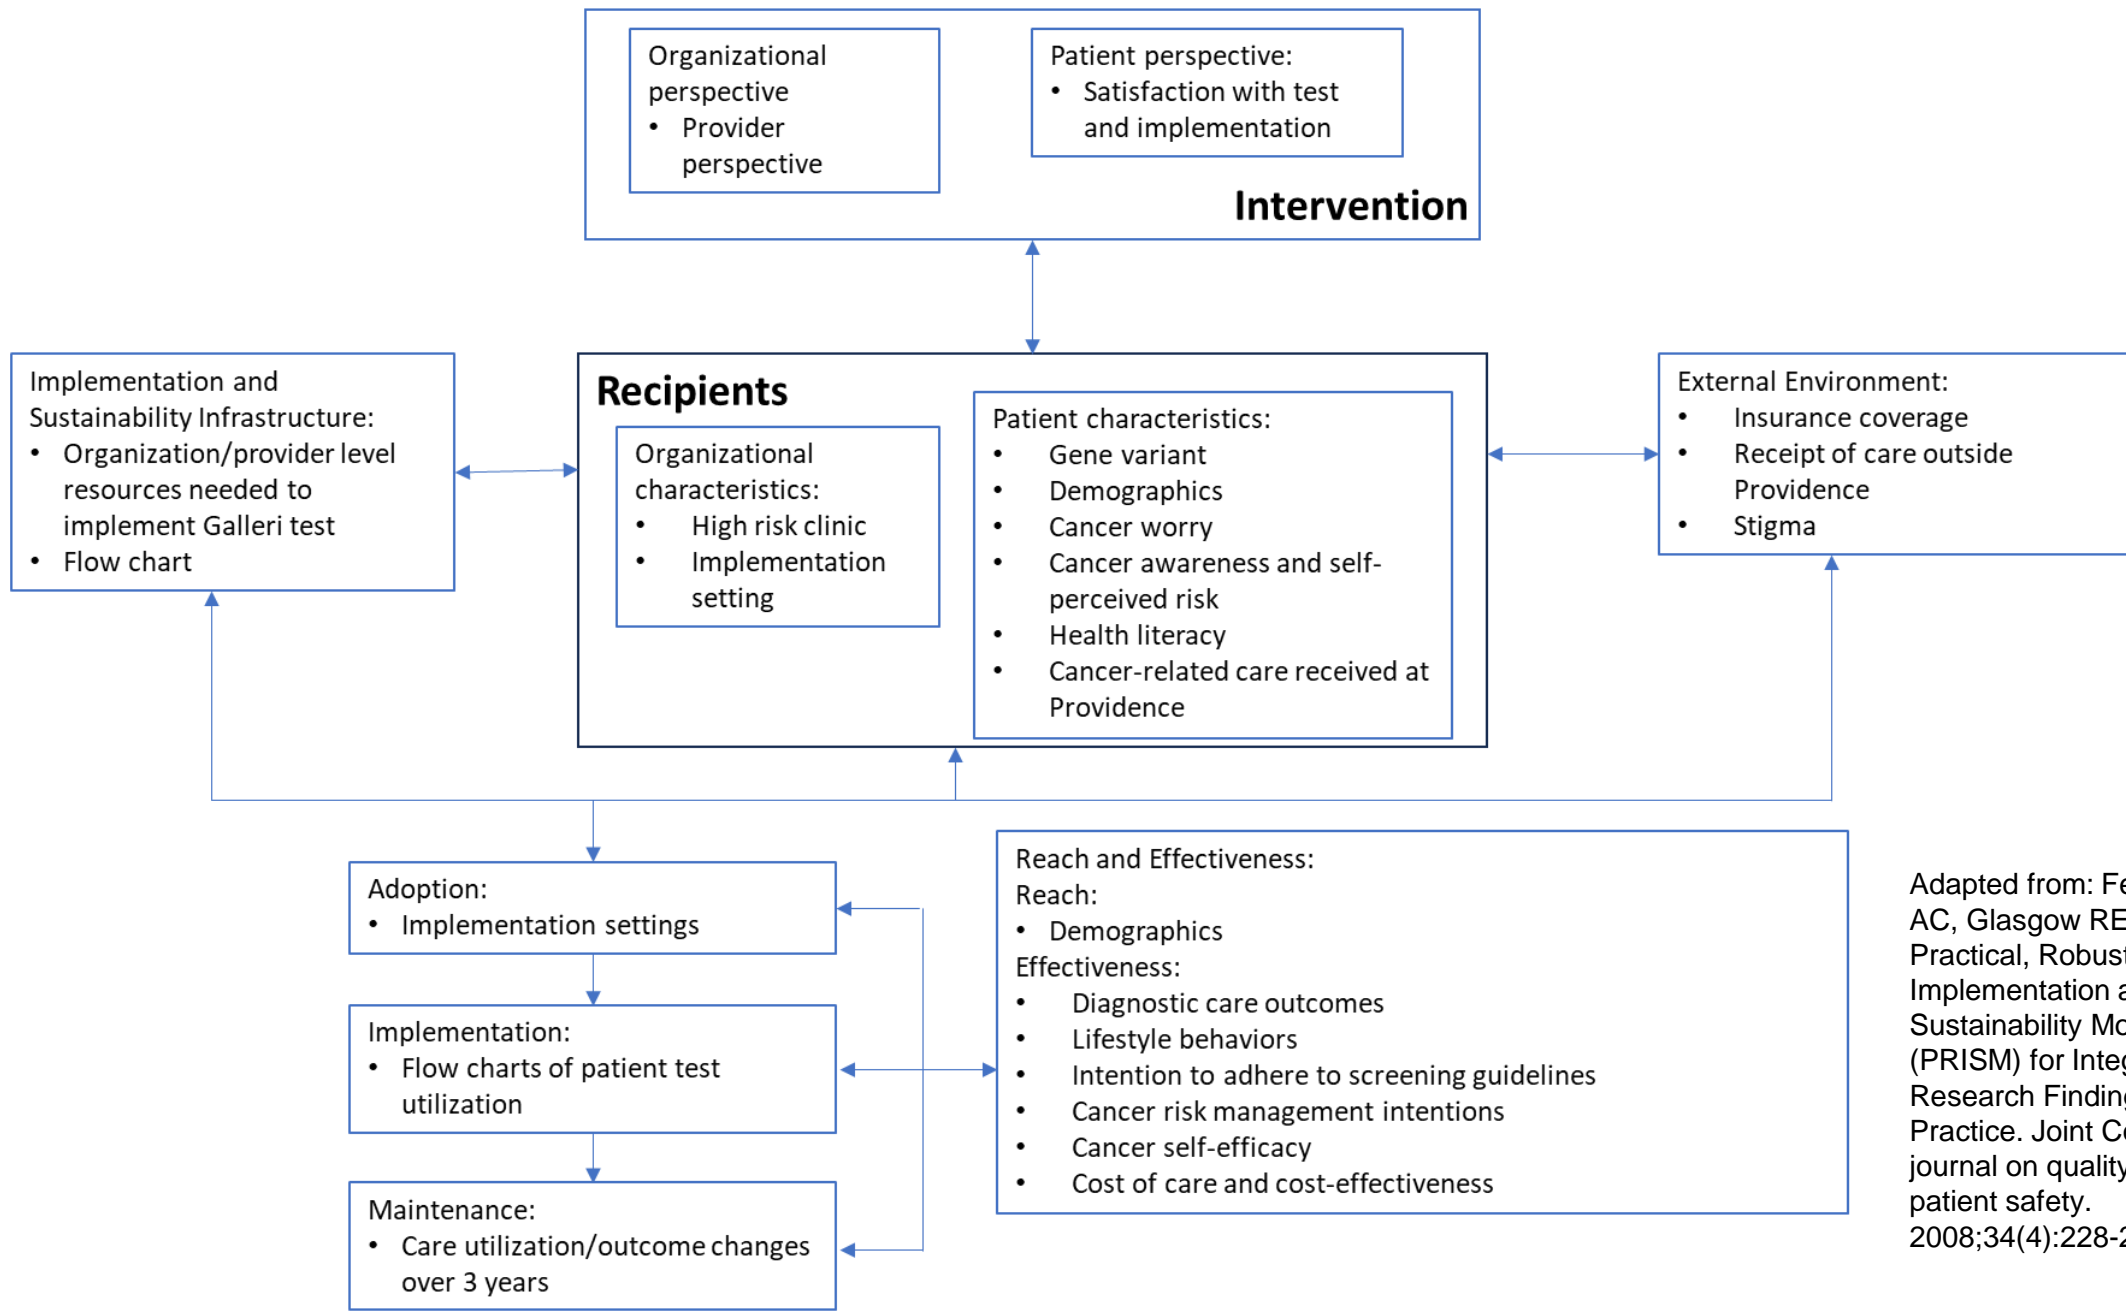 Organizational
perspective
• Provider
perspective
Patient perspective:
• Satisfaction with test
and implementation
Intervention
Implementation and
Sustainability Infrastructure:
• Organization/provider level
resources needed to
implement Galleri test
• Flow chart
Recipients
Organizational
characteristics:
• High risk clinic
• Implementation
setting
Patient characteristics:
• Gene variant
• Demographics
• Cancer worry
• Cancer awareness and self-
perceived risk
• Health literacy
• Cancer-related care received at
Providence
External Environment:
• Insurance coverage
• Receipt of care outside
Providence
• Stigma
Adoption:
• Implementation settings
Implementation:
• Flow charts of patient test
utilization
Maintenance:
• Care utilization/outcome changes
over 3 years
Reach and Effectiveness:
Reach:
• Demographics
Effectiveness:
• Diagnostic care outcomes
• Lifestyle behaviors
• Intention to adhere to screening guidelines
• Cancer risk management intentions
• Cancer self-efficacy
• Cost of care and cost-effectiveness
Adapted from:
AC, Glasgow RE
Practical,
Implementation
Sustainability
(PRISM) for
Research
Practice. Joint
journal on
patient safety.